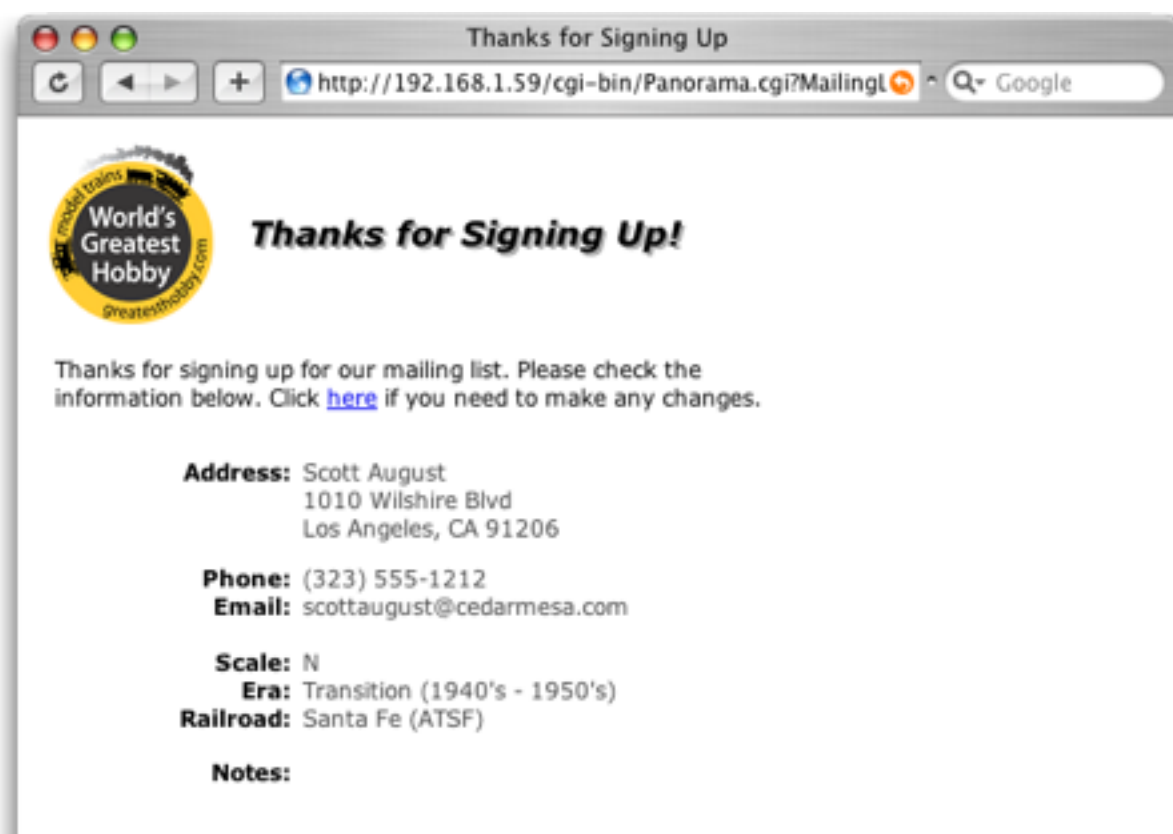 Thanks for Signing Up
http://192.168.1.59/cgi-bin/Panorama.cgi?MailingL
Google
model trains
World's
Greatest
Hobby
greatesthobby.com
Thanks for Signing Up!
Thanks for signing up for our mailing list. Please check the
information below. Click here if you need to make any changes.
Address: Scott August
1010 Wilshire Blvd
Los Angeles, CA 91206
Phone: (323) 555-1212
Email: scottaugust@cedarmesa.com
Scale: N
Era: Transition (1940's - 1950's)
Railroad: Santa Fe (ATSF)
Notes: